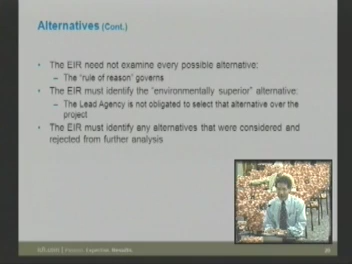 Alternatives (Cont.)
• The EIR need not examine every possible alternative:
– The "rule of reason" governs
• The EIR must identify the "environmentally superior" alternative:
– The Lead Agency is not obligated to select that alternative over the
project
• The EIR must identify any alternatives that were considered and
rejected from further analysis
Expertise. Results.